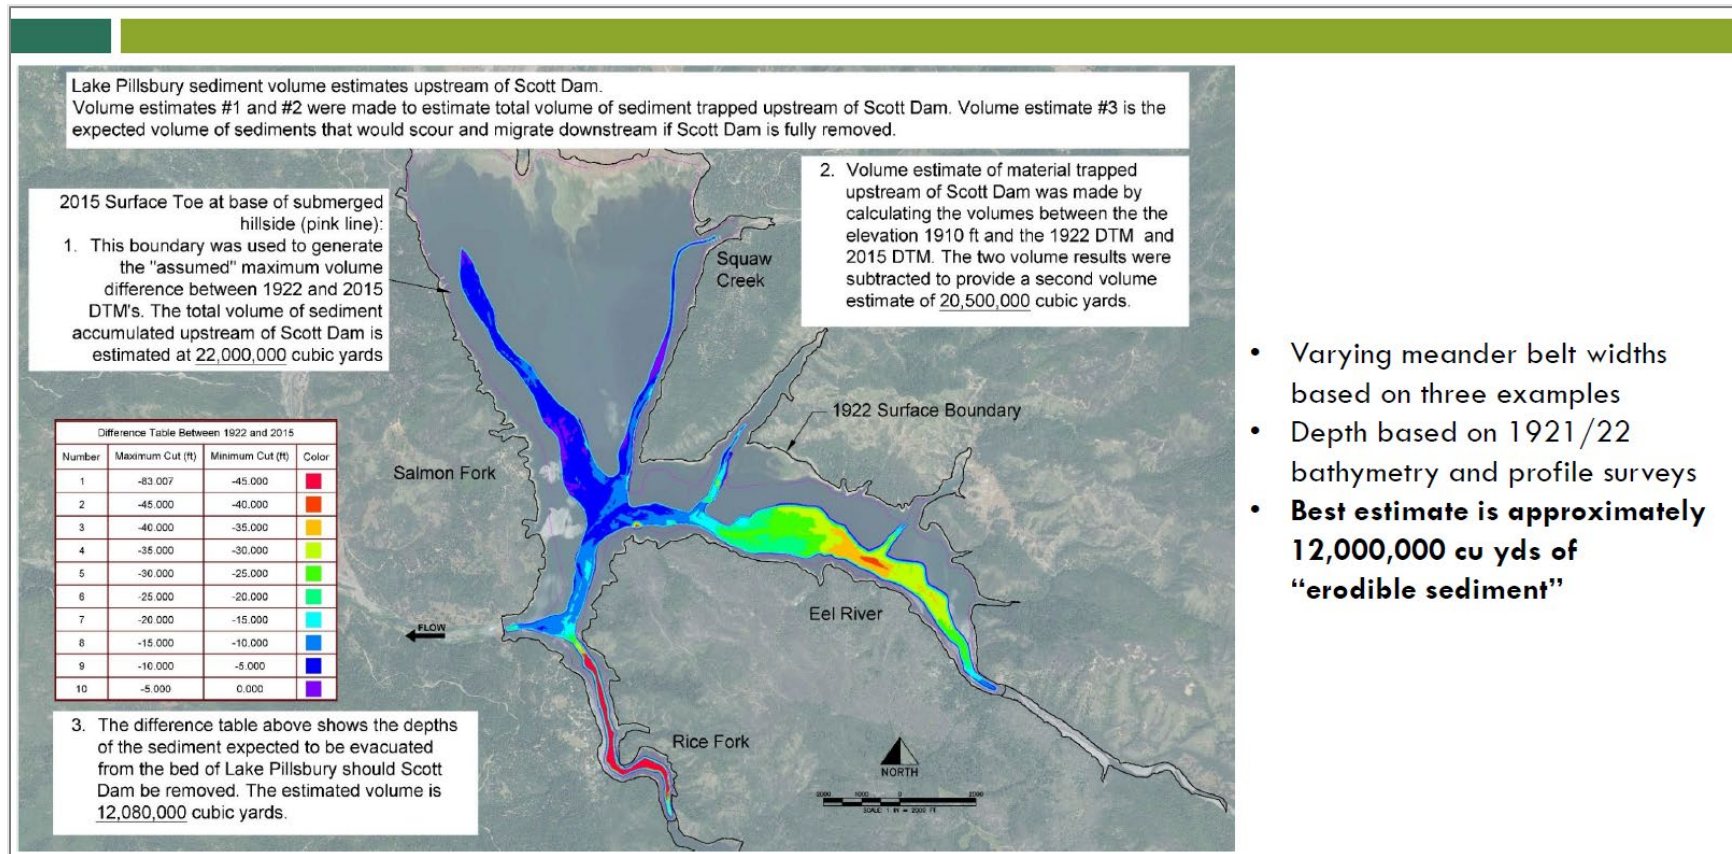 Lake Pillsbury sediment volume estimates upstream of Scott Dam.
Volume estimates #1 and #2 were made to estimate total volume of sediment trapped upstream of Scott Dam. Volume estimate #3 is the
expected volume of sediments that would scour and migrate downstream if Scott Dam is fully removed.
2015 Surface Toe at base of submerged
hillside (pink line):
1. This boundary was used to generate
the "assumed" maximum volume
difference between 1922 and 2015
DTM's. The total volume of sediment
accumulated upstream of Scott Dam is
estimated at 22,000,000 cubic yards
2. Volume estimate of material trapped
upstream of Scott Dam was made by
calculating the volumes between the the
elevation 1910 ft and the 1922 DTM and
2015 DTM. The two volume results were
subtracted to provide a second volume
estimate of 20,500,000 cubic yards.
Squaw
Creek
1922 Surface Boundary
Salmon Fork
Eel River
Rice Fork
FLOW
NORTH
2000 1000 0 2000
SCALE: 1 IN = 2000 FT
Difference Table Between 1922 and 2015
Number Maximum Cut (ft) Minimum Cut (ft) Color
1 -83.007 -45.000
2 -45.000 -40.000
3 -40.000 -35.000
4 -35.000 -30.000
5 -30.000 -25.000
6 -25.000 -20.000
7 -20.000 -15.000
8 -15.000 -10.000
9 -10.000 -5.000
10 -5.000 0.000
3. The difference table above shows the depths
of the sediment expected to be evacuated
from the bed of Lake Pillsbury should Scott
Dam be removed. The estimated volume is
12,080,000 cubic yards.
• Varying meander belt widths
based on three examples
• Depth based on 1921/22
bathymetry and profile surveys
• Best estimate is approximately
12,000,000 cu yds of
“erodible sediment”